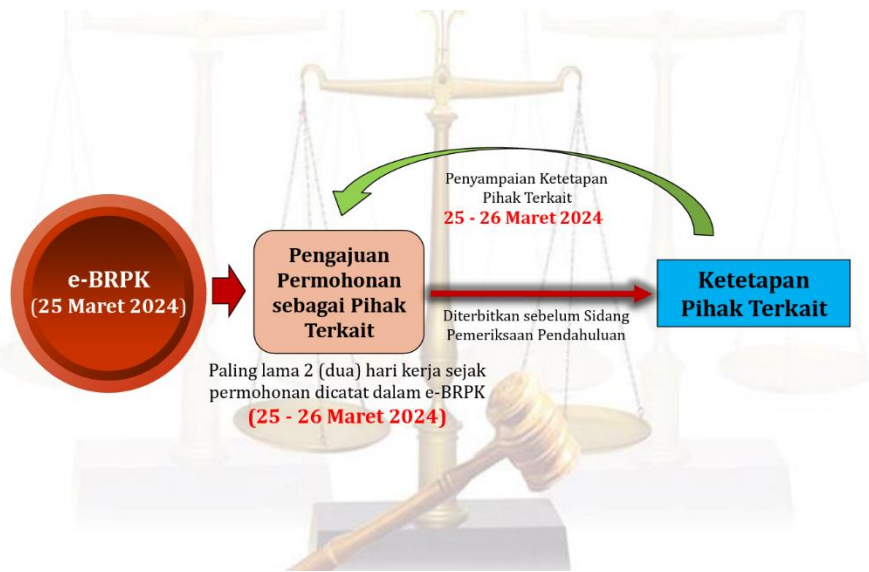 Penyampaian Ketetapan
Pihak Terkait
25 - 26 Maret 2024
e-BRPK
(25 Maret 2024)
Pengajuan
Permohonan
sebagai Pihak
Terkait
Ketetapan
Pihak Terkait
Diterbitkan sebelum Sidang
Pemeriksaan Pendahuluan
Paling lama 2 (dua) hari kerja sejak
permohonan dicatat dalam e-BRPK
(25 - 26 Maret 2024)